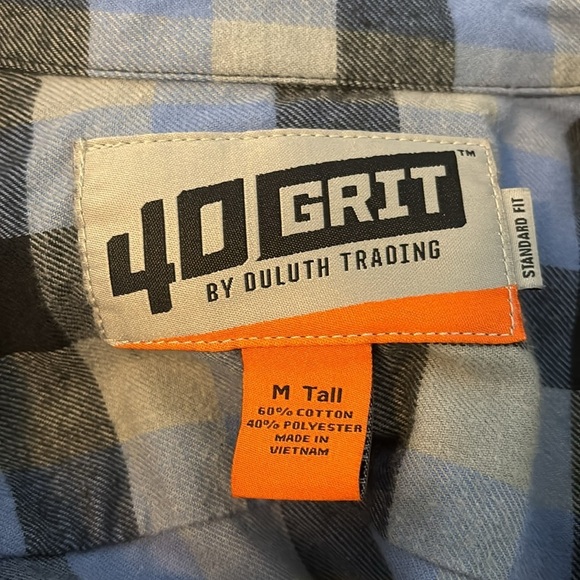 40 GRIT™
BY DULUTH TRADING
STANDARD FIT
M Tall
60% COTTON
40% POLYESTER
MADE IN
VIETNAM